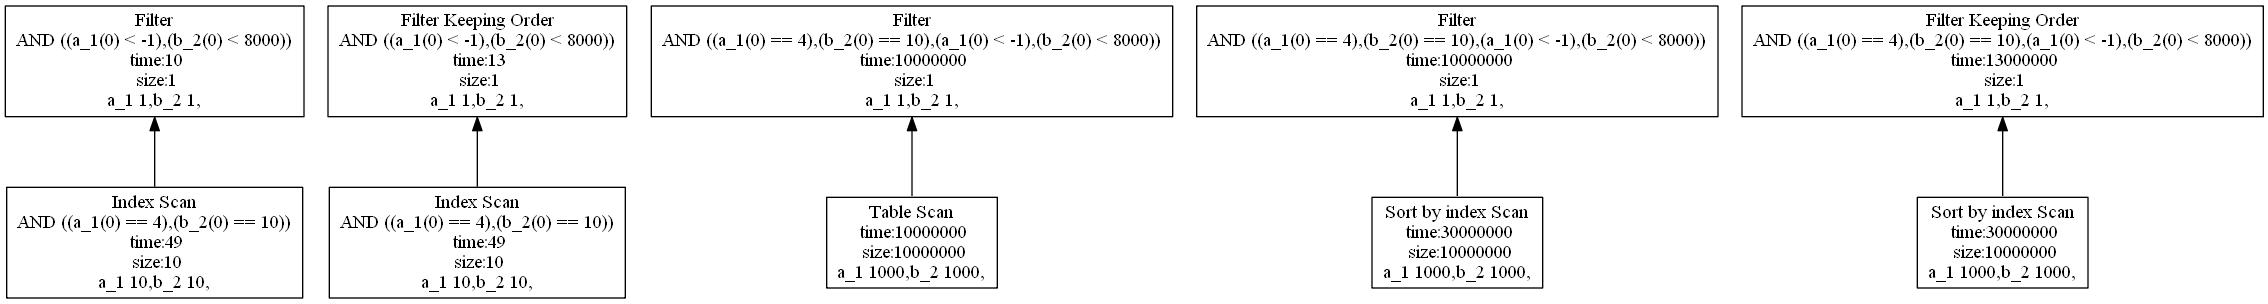 Filter
AND ((a_1(0) < -1),(b_2(0) < 8000))
time:10
size:1
a_1 1,b_2 1,
Index Scan
AND ((a_1(0) == 4),(b_2(0) == 10))
time:49
size:10
a_1 10,b_2 10,
Filter Keeping Order
AND ((a_1(0) < -1),(b_2(0) < 8000))
time:13
size:1
a_1 1,b_2 1,
Index Scan
AND ((a_1(0) == 4),(b_2(0) == 10))
time:49
size:10
a_1 10,b_2 10,
Filter
AND ((a_1(0) == 4),(b_2(0) == 10),(a_1(0) < -1),(b_2(0) < 8000))
time:10000000
size:1
a_1 1,b_2 1,
Table Scan
time:10000000
size:10000000
a_1 1000,b_2 1000,
Filter
AND ((a_1(0) == 4),(b_2(0) == 10),(a_1(0) < -1),(b_2(0) < 8000))
time:10000000
size:1
a_1 1,b_2 1,
Sort by index Scan
time:30000000
size:10000000
a_1 1000,b_2 1000,
Filter Keeping Order
AND ((a_1(0) == 4),(b_2(0) == 10),(a_1(0) < -1),(b_2(0) < 8000))
time:13000000
size:1
a_1 1,b_2 1,
Sort by index Scan
time:30000000
size:10000000
a_1 1000,b_2 1000,